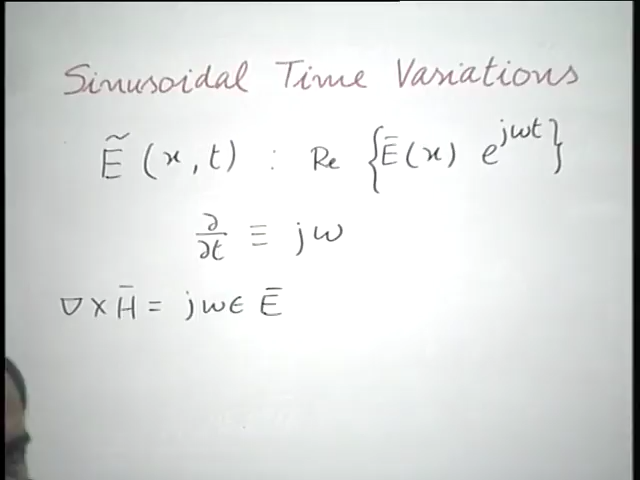 Sinusoidal Time Variations
Ẽ (x, t) : Re {Ē(x) e^{jωt}}
∂/∂t ≡ jω
∇ × H̄ = jωϵ Ē